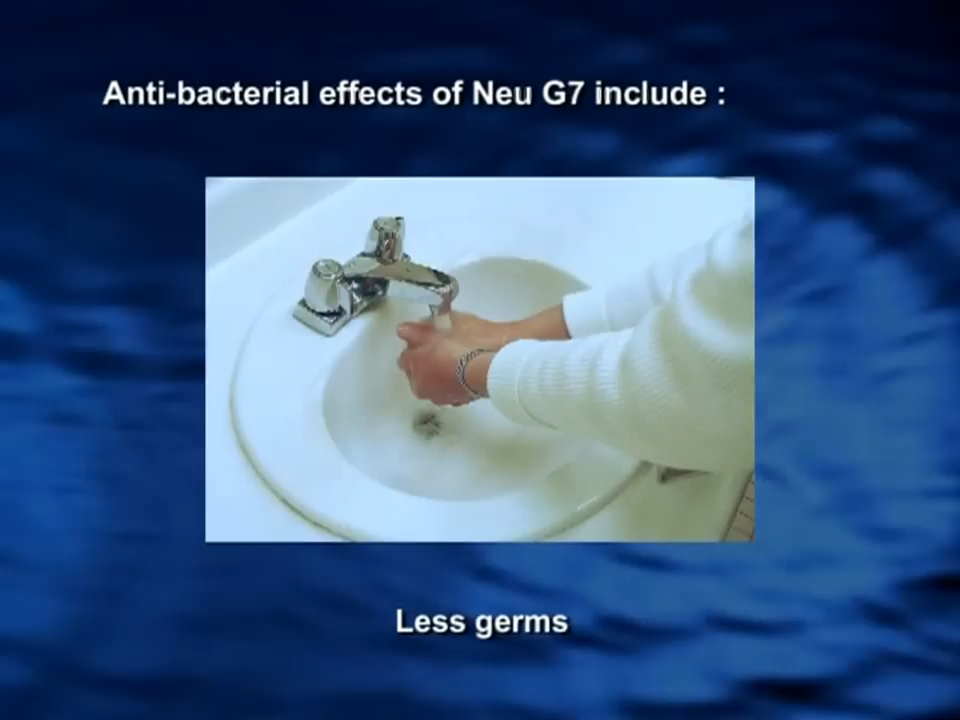 Anti-bacterial effects of Neu G7 include :
Less germs